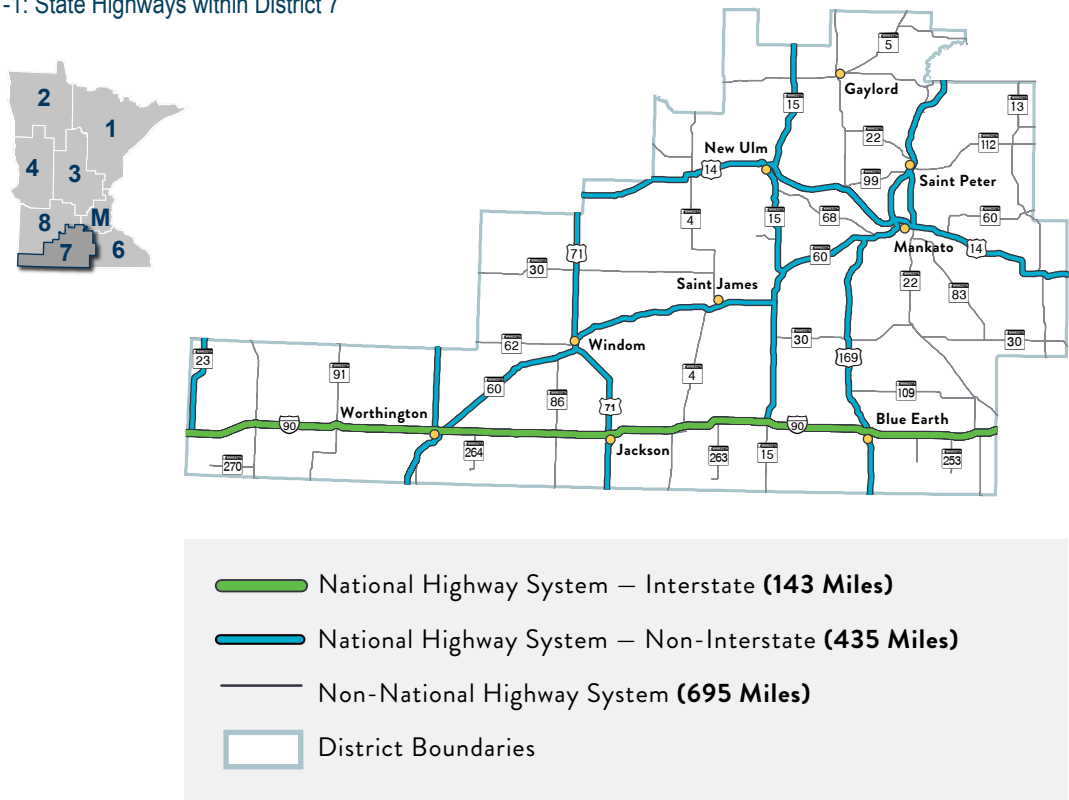 -1: State Highways within District 7
2
1
4
3
8
M
7
6
5
Gaylord
15
13
22
112
New Ulm
14
99
Saint Peter
4
15
68
60
Mankato
14
71
60
30
22
83
Saint James
62
Windom
30
30
23
91
169
4
60
86
71
109
Worthington
90
90
Blue Earth
Jackson
270
264
263
15
253
National Highway System — Interstate (143 Miles)
National Highway System — Non-Interstate (435 Miles)
Non-National Highway System (695 Miles)
District Boundaries